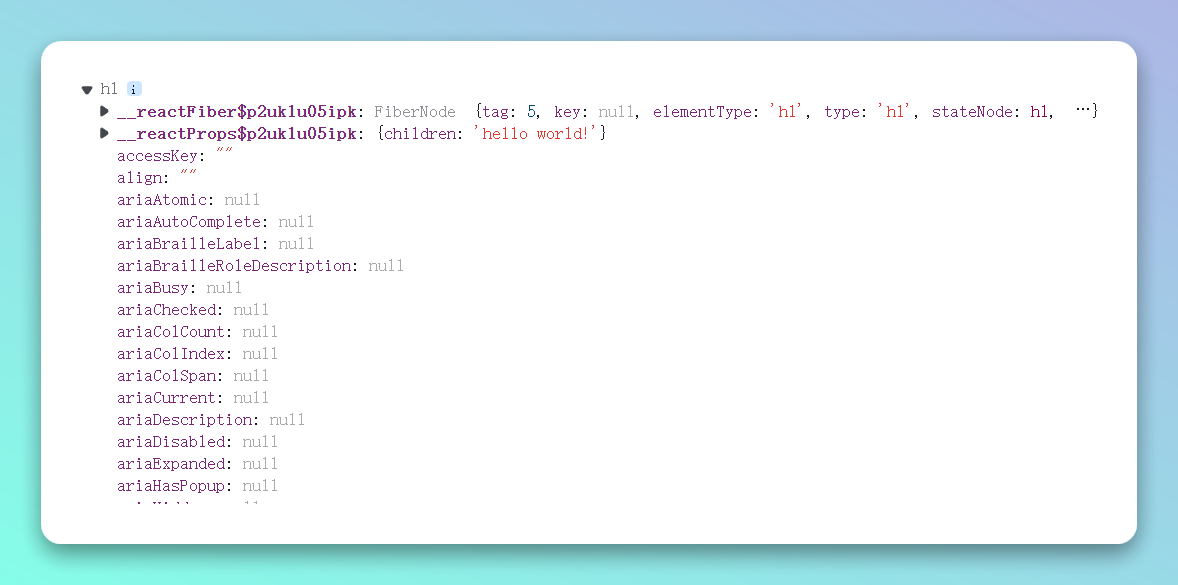 ▼ h1 i
▶ __reactFiber$p2uk1u05ipk: FiberNode {tag: 5, key: null, elementType: 'h1', type: 'h1', stateNode: h1, …}
▶ __reactProps$p2uk1u05ipk: {children: 'hello world!'}
accessKey: ""
align: ""
ariaAtomic: null
ariaAutoComplete: null
ariaBrailleLabel: null
ariaBrailleRoleDescription: null
ariaBusy: null
ariaChecked: null
ariaColCount: null
ariaColIndex: null
ariaColSpan: null
ariaCurrent: null
ariaDescription: null
ariaDisabled: null
ariaExpanded: null
ariaHasPopup: null